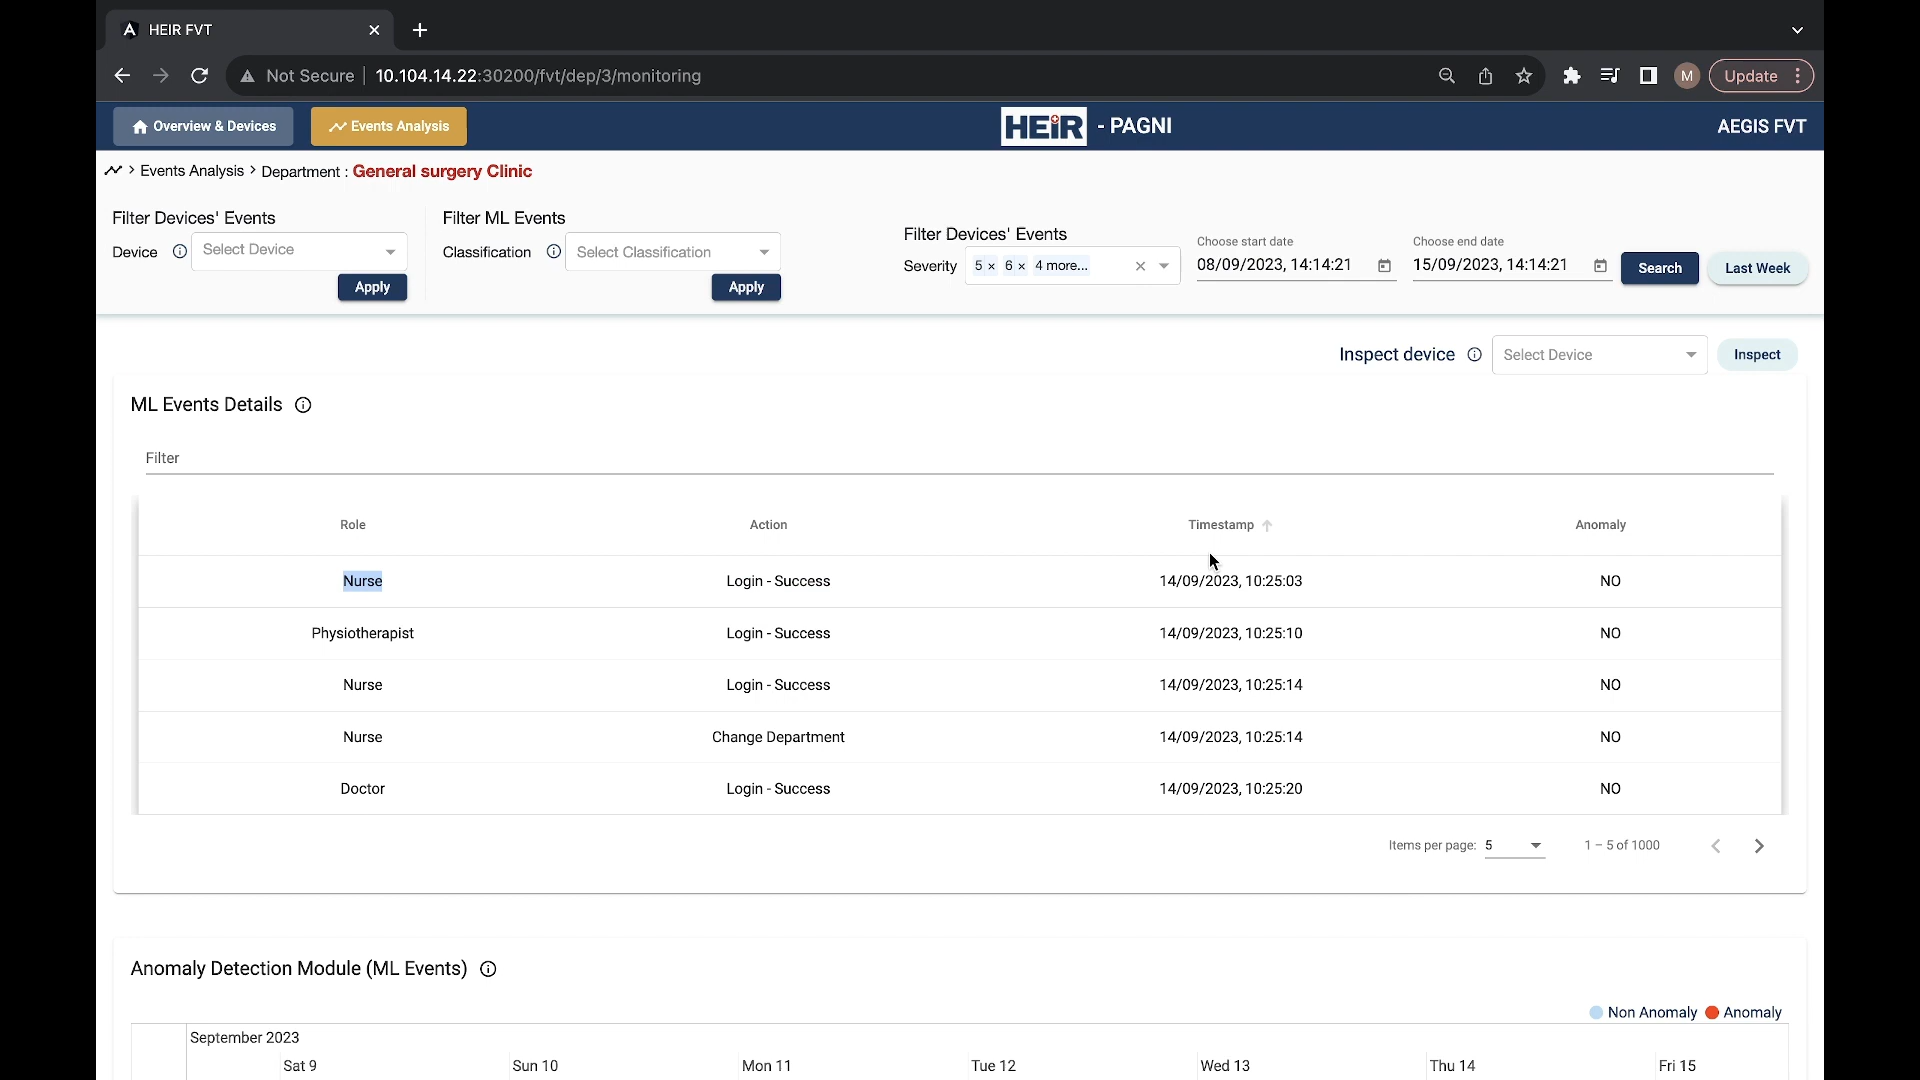 HEIR FVT
Not Secure 10.104.14.22:30200/fvt/dep/3/monitoring M Update
Overview & Devices Events Analysis HEiR - PAGNI AEGIS FVT
> Events Analysis > Department : General surgery Clinic
Filter Devices' Events Filter ML Events
Device Select Device Classification Select Classification
Apply Apply
Filter Devices' Events Choose start date Choose end date
Severity 5 × 6 × 4 more... × 08/09/2023, 14:14:21 15/09/2023, 14:14:21 Search Last Week
Inspect device Select Device Inspect
ML Events Details
Filter
Role Action Timestamp Anomaly
Nurse Login - Success 14/09/2023, 10:25:03 NO
Physiotherapist Login - Success 14/09/2023, 10:25:10 NO
Nurse Login - Success 14/09/2023, 10:25:14 NO
Nurse Change Department 14/09/2023, 10:25:14 NO
Doctor Login - Success 14/09/2023, 10:25:20 NO
Items per page: 5 1 – 5 of 1000
Anomaly Detection Module (ML Events)
Non Anomaly Anomaly
September 2023
Sat 9 Sun 10 Mon 11 Tue 12 Wed 13 Thu 14 Fri 15